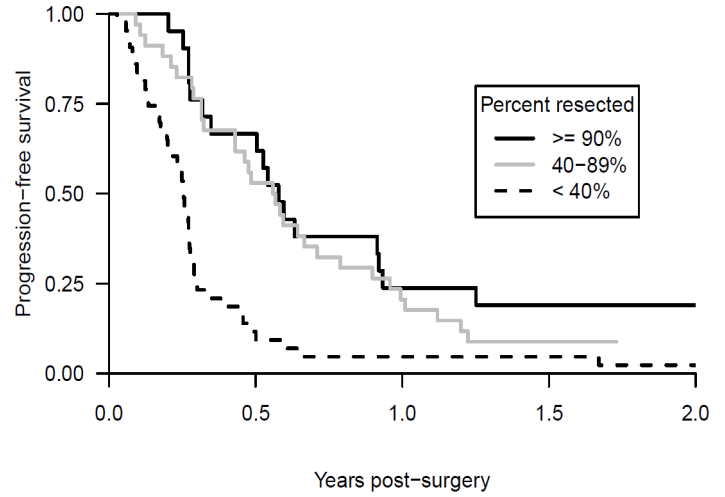 Progression−free survival
1.00
0.75
0.50
0.25
0.00
Percent resected
>= 90%
40−89%
< 40%
0.0 0.5 1.0 1.5 2.0
Years post−surgery